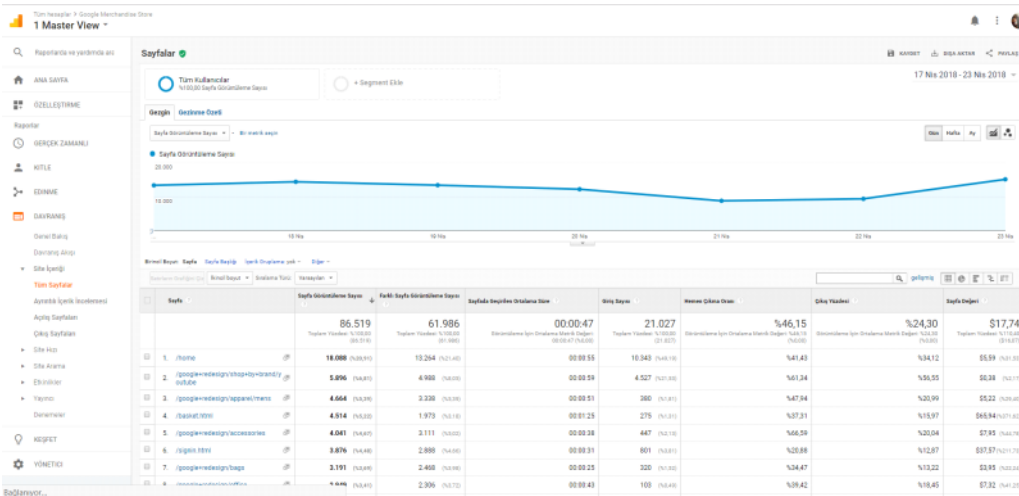 Tüm hesaplar > Google Merchandise Store
1 Master View
Raporlarda ve yardımda ara
Sayfalar
KAYDET DIŞA AKTAR PAYLAŞ
ANA SAYFA
Tüm Kullanıcılar
%100,00 Sayfa Görüntüleme Sayısı
+ Segment Ekle
17 Nis 2018 - 23 Nis 2018
ÖZELLEŞTİRME
Gezgin Gezinme Özeti
Raporlar
Sayfa Görüntüleme Sayısı Bir metrik seçin
Gün Hafta Ay
GERÇEK ZAMANLI
Sayfa Görüntüleme Sayısı
KİTLE
20.000
EDİNME
10.000
DAVRANIŞ
Genel Bakış
18 Nis 19 Nis 20 Nis 21 Nis 22 Nis 23 Nis
Davranış Akışı
Site İçeriği
Birincil Boyut: Sayfa Sayfa Başlığı İçerik Gruplama: yok Diğer
Tüm Sayfalar
İkincil boyut Sıralama Türü: Varsayılan
gelişmiş
Ayrıntılı İçerik İncelemesi
Açılış Sayfaları
Çıkış Sayfaları
Site Hızı
Site Arama
Etkinlikler
Yayıncı
Denemeler
KEŞFET
YÖNETİCİ
Bağlanıyor...
Sayfa Sayfa Görüntüleme Sayısı Farklı Sayfa Görüntüleme Sayısı Sayfada Geçirilen Ortalama Süre Giriş Sayısı Hemen Çıkma Oranı Çıkış Yüzdesi Sayfa Değeri
86.519 61.986 00:00:47 21.027 %46,15 %24,30 $17,74
1. /home 18.088 13.264 00:00:55 10.343 %41,43 %34,12 $5,59
2. /google+redesign/shop+by+brand/y
outube 5.896 4.988 00:00:59 4.527 %61,34 %56,55 $0,38
3. /google+redesign/apparel/mens 4.664 3.338 00:00:51 380 %47,94 %20,99 $5,22
4. /basket.html 4.514 1.973 00:01:25 275 %37,31 %15,97 $65,94
5. /google+redesign/accessories 4.041 3.111 00:00:38 447 %66,59 %20,04 $7,95
6. /signin.html 3.876 2.888 00:00:31 801 %20,88 %12,87 $37,57
7. /google+redesign/bags 3.191 2.468 00:00:25 320 %34,47 %13,22 $3,95
8. 2.306 00:00:43 103 %39,42 %18,45 $7,32